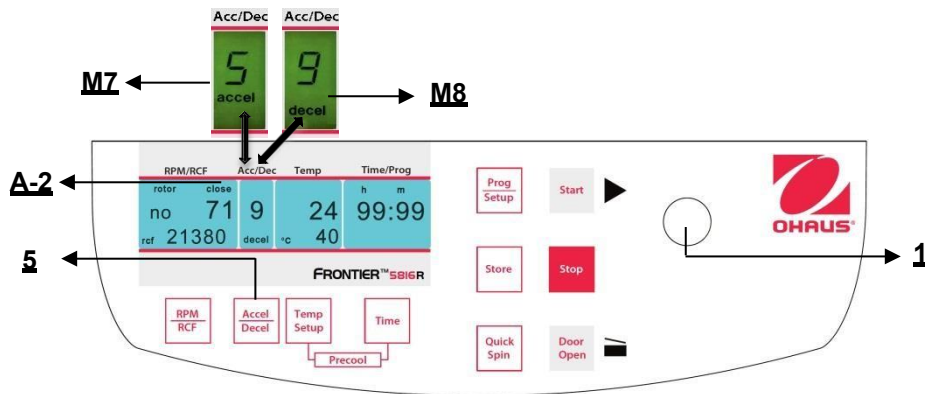 Acc/Dec Acc/Dec
5 9
accel decel
M7 M8
RPM/RCF Acc/Dec Temp Time/Prog
rotor close h m
no 71 9 24 99:99
rcf 21380 decel °C 40
A-2
5
FRONTIER™ 5816R
RPM
RCF
Accel
Decel
Temp
Setup
Time
Precool
Prog
Setup
Start
Store
Stop
Quick
Spin
Door
Open
OHAUS®
1